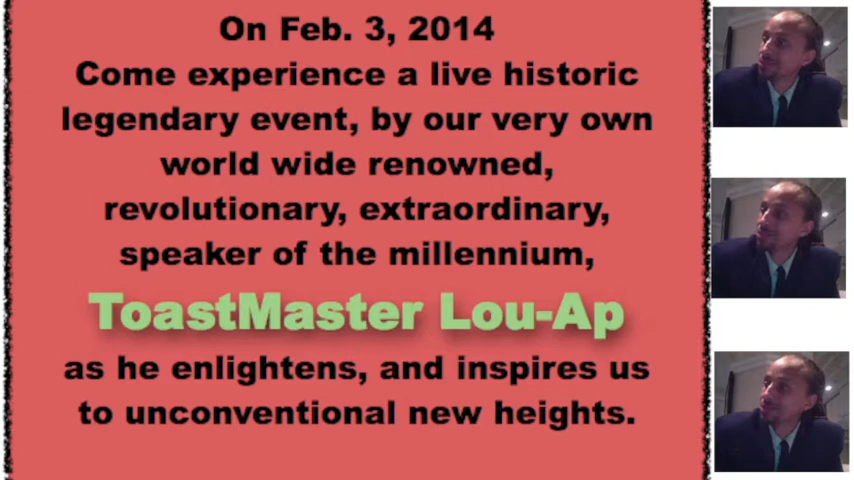 On Feb. 3, 2014
Come experience a live historic
legendary event, by our very own
world wide renowned,
revolutionary, extraordinary,
speaker of the millennium,
ToastMaster Lou-Ap
as he enlightens, and inspires us
to unconventional new heights.